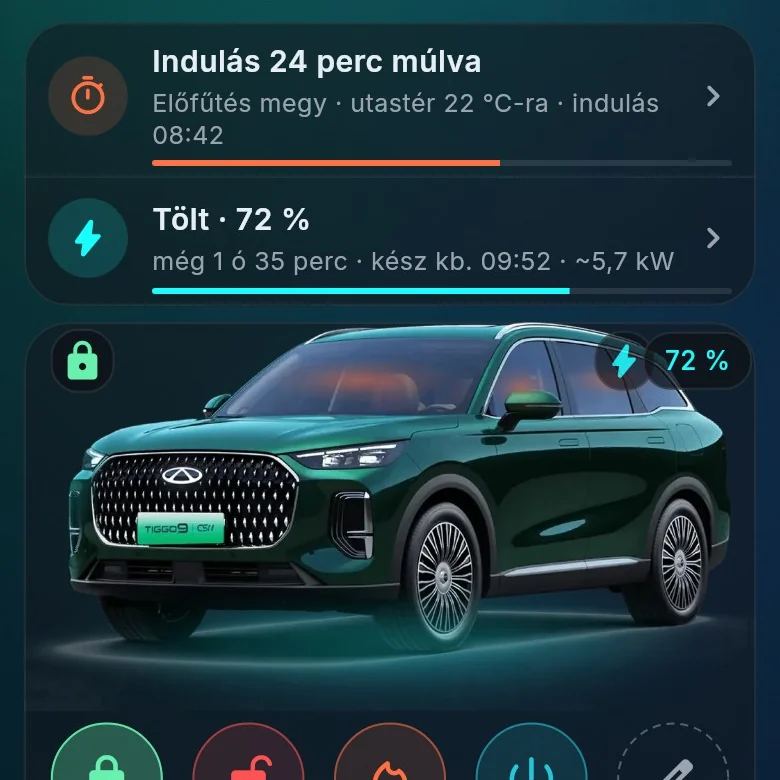 Indulás 24 perc múlva
Előfűtés megy · utastér 22 °C-ra · indulás
08:42
Tölt · 72 %
még 1 ó 35 perc · kész kb. 09:52 · ~5,7 kW
72 %
TIGGO9